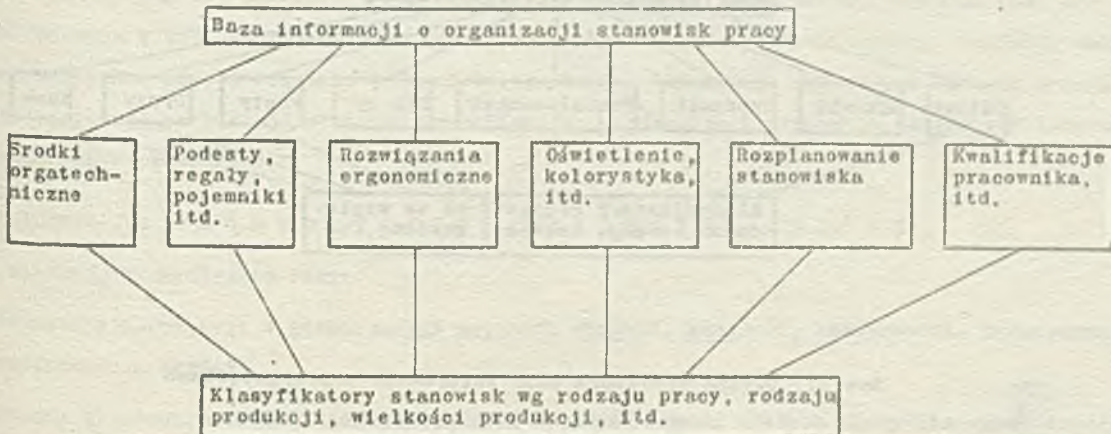 Baza informacji o organizacji stanowisk pracy
Srodki
orgatech-
niczne
Podesty,
regały,
pojemniki
itd.
Rozwiązania
ergonomiczne
Oświetlenie,
kolorystyka,
itd.
Rozplanowanie
stanowiska
Kwalifikacje
pracownika,
itd.
Klasyfikatory stanowisk wg rodzaju pracy, rodzaju
produkcji, wielkości produkcji, itd.